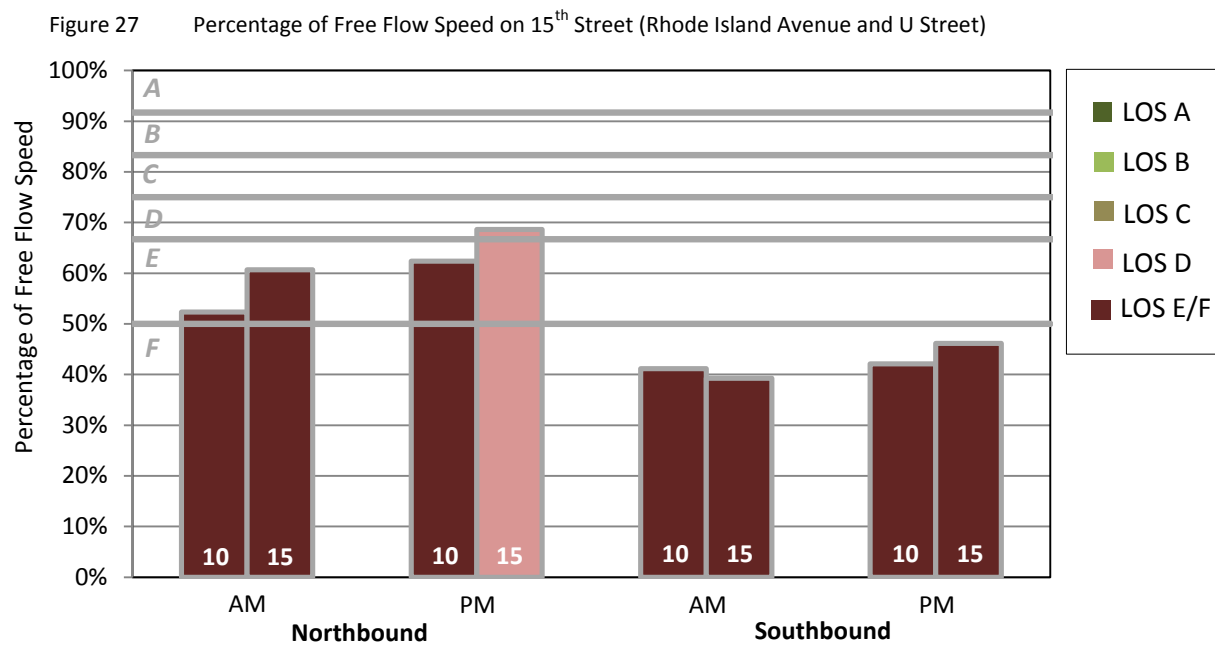 Figure 27 Percentage of Free Flow Speed on 15th Street (Rhode Island Avenue and U Street)
Percentage of Free Flow Speed
100%
90%
80%
70%
60%
50%
40%
30%
20%
10%
0%
A
B
C
D
E
F
10 15 10 15 10 15 10 15
AM PM AM PM
Northbound Southbound
LOS A
LOS B
LOS C
LOS D
LOS E/F